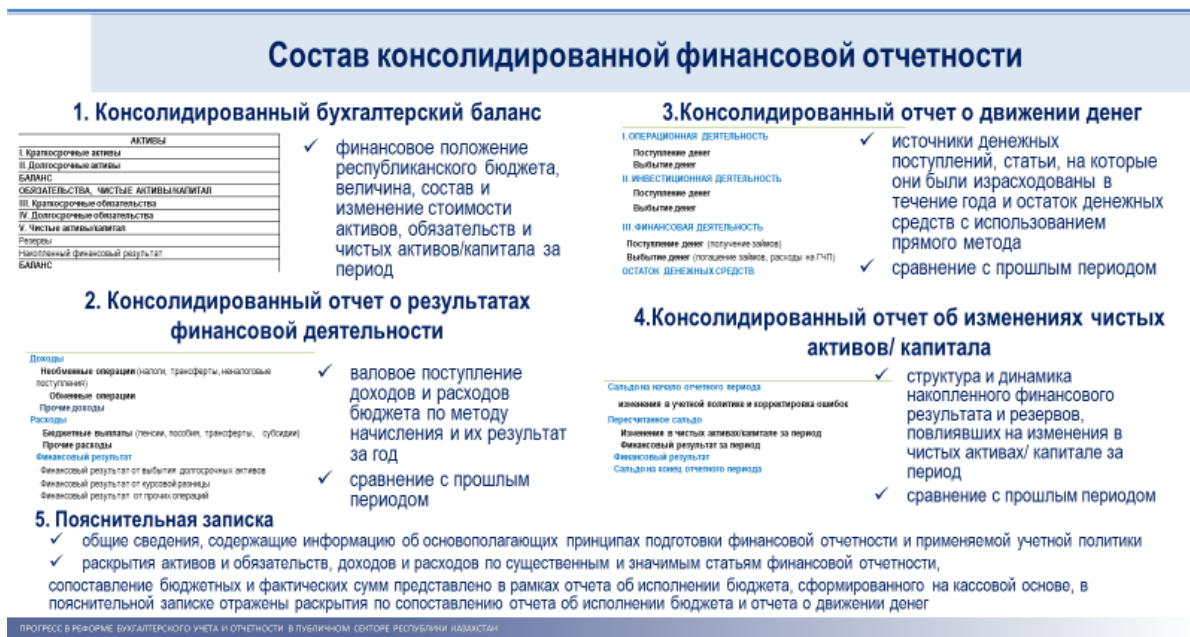 Состав консолидированной финансовой отчетности
1. Консолидированный бухгалтерский баланс
АКТИВЫ
I. Краткосрочные активы
II. Долгосрочные активы
БАЛАНС
ОБЯЗАТЕЛЬСТВА, ЧИСТЫЕ АКТИВЫ/КАПИТАЛ
III. Краткосрочные обязательства
IV. Долгосрочные обязательства
V. Чистые активы/капитал
Резервы
Накопленный финансовый результат
БАЛАНС
✓ финансовое положение
республиканского бюджета,
величина, состав и
изменение стоимости
активов, обязательств и
чистых активов/капитала за
период
2. Консолидированный отчет о результатах
финансовой деятельности
Доходы
Необменные операции (налоги, трансферты, неналоговые
поступления)
Обменные операции
Прочие доходы
Расходы
Бюджетные выплаты (пенсии, пособия, трансферты, субсидии)
Прочие расходы
Финансовый результат
Финансовый результат от выбытия долгосрочных активов
Финансовый результат от курсовой разницы
Финансовый результат от прочих операций
✓ валовое поступление
доходов и расходов
бюджета по методу
начисления и их результат
за год
✓ сравнение с прошлым
периодом
3.Консолидированный отчет о движении денег
I. ОПЕРАЦИОННАЯ ДЕЯТЕЛЬНОСТЬ
Поступление денег
Выбытие денег
II. ИНВЕСТИЦИОННАЯ ДЕЯТЕЛЬНОСТЬ
Поступление денег
Выбытие денег
III. ФИНАНСОВАЯ ДЕЯТЕЛЬНОСТЬ
Поступление денег (получение займов)
Выбытие денег (погашение займов, расходы на ГЧП)
ОСТАТОК ДЕНЕЖНЫХ СРЕДСТВ
✓ источники денежных
поступлений, статьи, на которые
они были израсходованы в
течение года и остаток денежных
средств с использованием
прямого метода
✓ сравнение с прошлым периодом
4.Консолидированный отчет об изменениях чистых
активов/ капитала
Сальдо на начало отчетного периода
изменения в учетной политике и корректировка ошибок
Пересчитанное сальдо
Изменения в чистых активах/капитале за период
Финансовый результат за период
Финансовый результат
Сальдо на конец отчетного периода
✓ структура и динамика
накопленного финансового
результата и резервов,
повлиявших на изменения в
чистых активах/ капитале за
период
✓ сравнение с прошлым периодом
5. Пояснительная записка
✓ общие сведения, содержащие информацию об основополагающих принципах подготовки финансовой отчетности и применяемой учетной политики
✓ раскрытия активов и обязательств, доходов и расходов по существенным и значимым статьям финансовой отчетности,
сопоставление бюджетных и фактических сумм представлено в рамках отчета об исполнении бюджета, сформированного на кассовой основе, в
пояснительной записке отражены раскрытия по сопоставлению отчета об исполнении бюджета и отчета о движении денег
ПРОГРЕСС В РЕФОРМЕ БУХГАЛТЕРСКОГО УЧЕТА И ОТЧЕТНОСТИ В ПУБЛИЧНОМ СЕКТОРЕ РЕСПУБЛИКИ КАЗАХСТАН